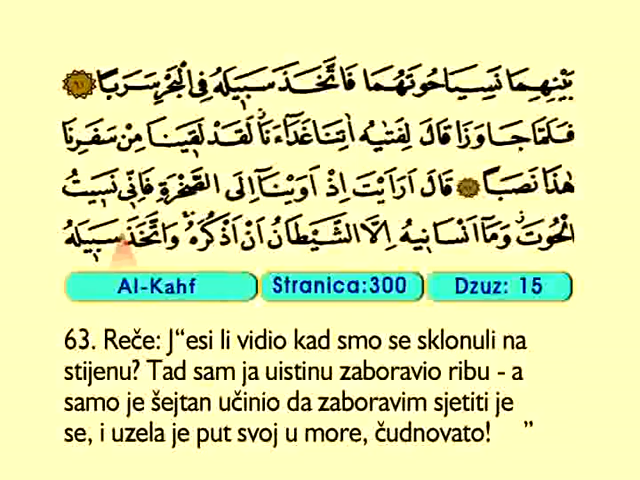 بَيْنِهِمَا نَسِيَا حُوتَهُمَا فَاتَّخَذَ سَبِيلَهُ فِي الْبَحْرِ سَرَبًا ﴿٦١﴾
فَلَمَّا جَاوَزَا قَالَ لِفَتٰيهُ اٰتِنَا غَدَٓاءَنَاۘ لَقَدْ لَقِينَا مِنْ سَفَرِنَا
هٰذَا نَصَبًا ﴿٦٢﴾ قَالَ اَرَاَيْتَ اِذْ اَوَيْنَٓا اِلَى الصَّخْرَةِ فَاِنِّي نَسِيتُ
الْحُوتَۘ وَمَٓا اَنْسَانِيهُ اِلَّا الشَّيْطَانُ اَنْ اَذْكُرَهُۚ وَاتَّخَذَ سَبِيلَهُ
Al-Kahf Stranica:300 Dzuz: 15
63. Reče: J“esi li vidio kad smo se sklonuli na
stijenu? Tad sam ja uistinu zaboravio ribu - a
samo je šejtan učinio da zaboravim sjetiti je
se, i uzela je put svoj u more, čudnovato! ”